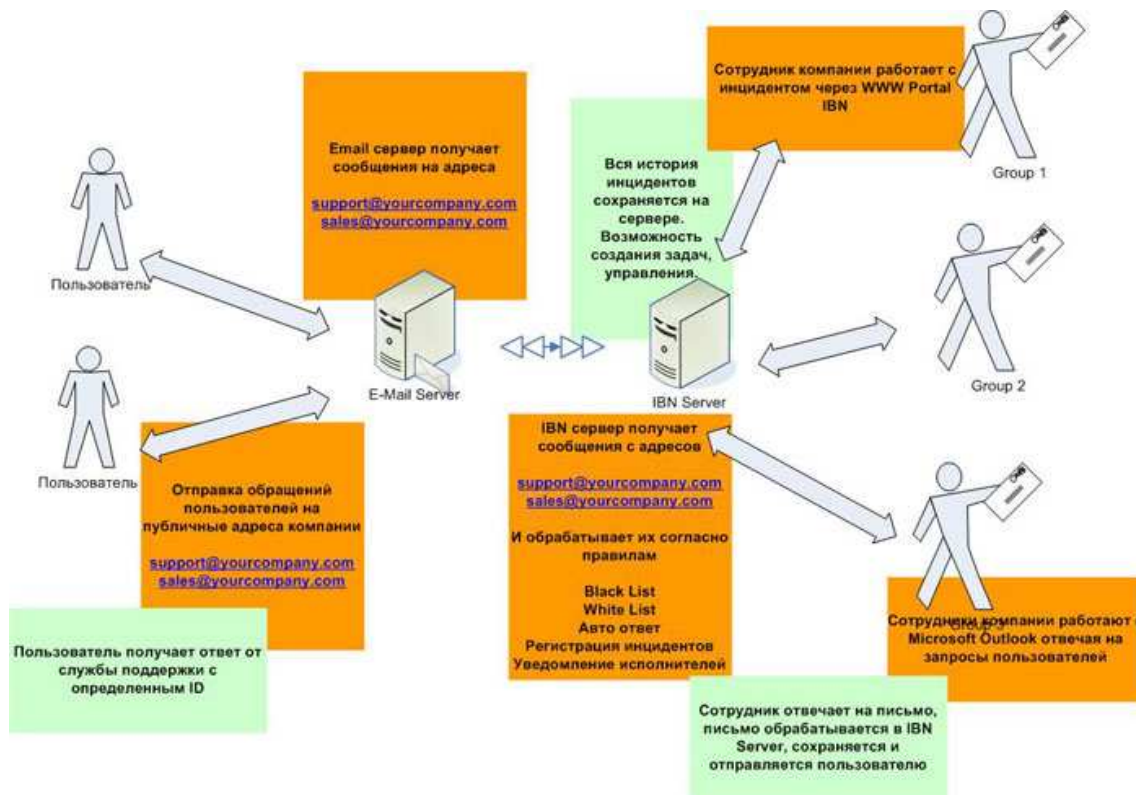 Сотрудник компании работает с
инцидентом через WWW Portal
IBN
Group 1
Email сервер получает
сообщения на адреса
support@yourcompany.com
sales@yourcompany.com
Вся история
инцидентов
сохраняется на
сервере.
Возможность
создания задач,
управления.
Пользователь
E-Mail Server
IBN Server
Group 2
Пользователь
Отправка обращений
пользователей на
публичные адреса компании
support@yourcompany.com
sales@yourcompany.com
IBN сервер получает
сообщения с адресов
support@yourcompany.com
sales@yourcompany.com
И обрабатывает их согласно
правилам
Black List
White List
Авто ответ
Регистрация инцидентов
Уведомление исполнителей
Group 3
Сотрудники компании работают с
Microsoft Outlook отвечая на
запросы пользователей
Пользователь получает ответ от
службы поддержки с
определенным ID
Сотрудник отвечает на письмо,
письмо обрабатывается в IBN
Server, сохраняется и
отправляется пользователю